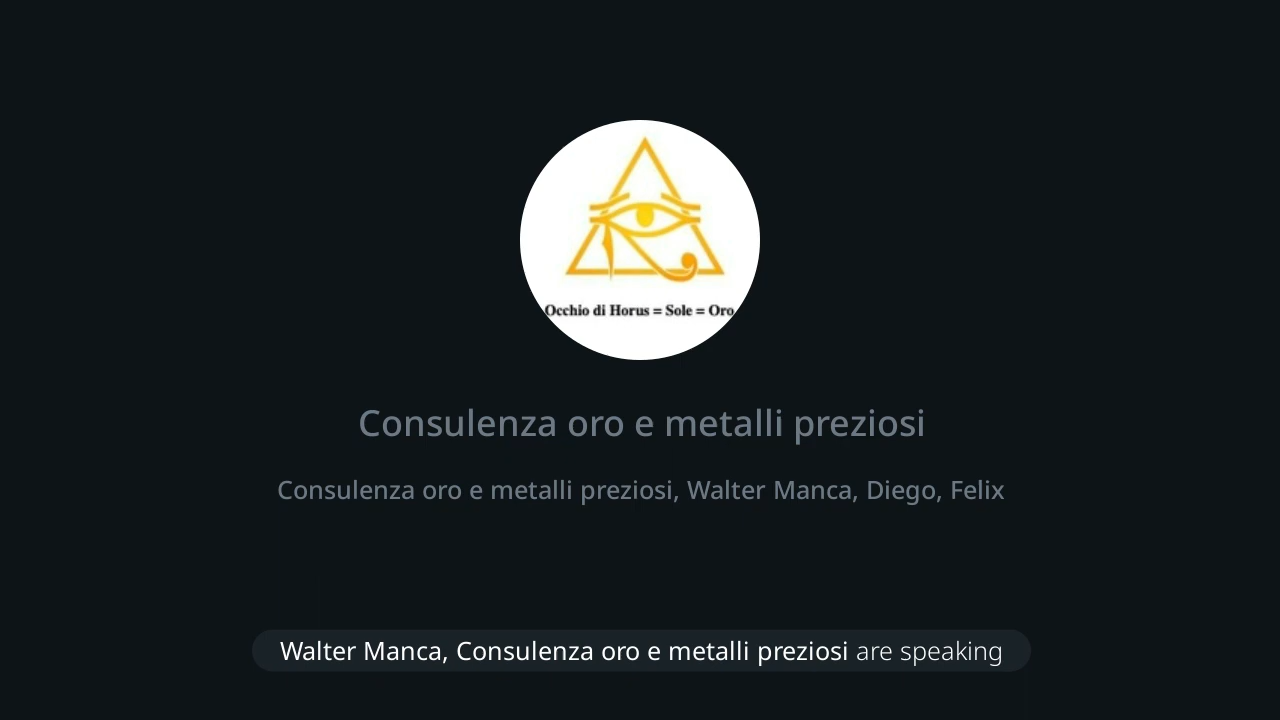 Occhio di Horus = Sole = Oro
Consulenza oro e metalli preziosi
Consulenza oro e metalli preziosi, Walter Manca, Diego, Felix
Walter Manca, Consulenza oro e metalli preziosi are speaking